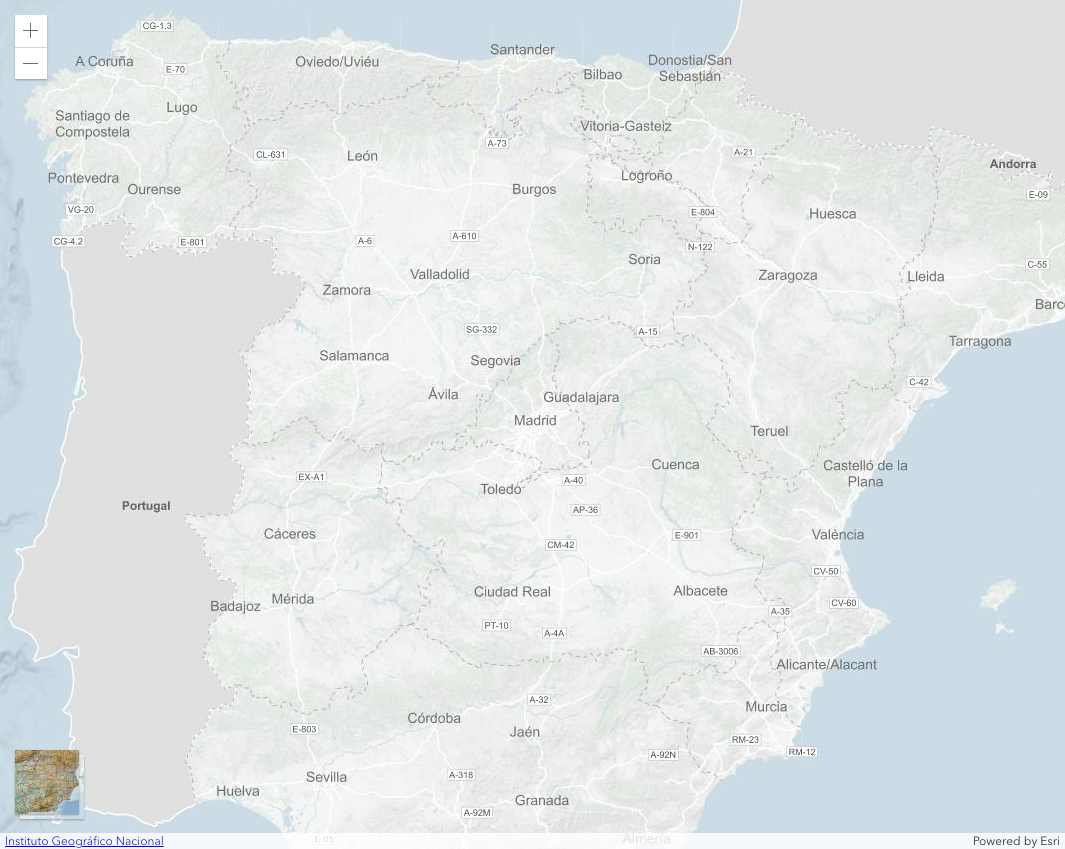 CG-1.3
Santander
A Coruña
Oviedo/Uviéu
Donostia/San
Sebastián
E-70
Bilbao
Lugo
Santiago de
Compostela
Vitoria-Gasteiz
A-73
CL-631
León
A-21
Andorra
Pontevedra
Ourense
Burgos
Logroño
E-09
VG-20
E-804
Huesca
CG-4.2
E-801
A-6
A-610
N-122
Soria
C-55
Valladolid
Zaragoza
Lleida
Zamora
Barc
SG-332
A-15
Tarragona
Salamanca
Segovia
C-42
Ávila
Guadalajara
Madrid
Teruel
Cuenca
Castelló de la
Plana
EX-A1
A-40
Toledo
Portugal
AP-36
Cáceres
E-901
València
CM-42
CV-50
Ciudad Real
Albacete
Badajoz
Mérida
CV-60
A-35
PT-10
A-4A
AB-3006
Alicante/Alacant
A-32
Murcia
Córdoba
E-803
Jaén
RM-23
RM-12
A-92N
Sevilla
A-318
Huelva
Granada
A-92M
E-05
Almería
Instituto Geográfico Nacional
Powered by Esri